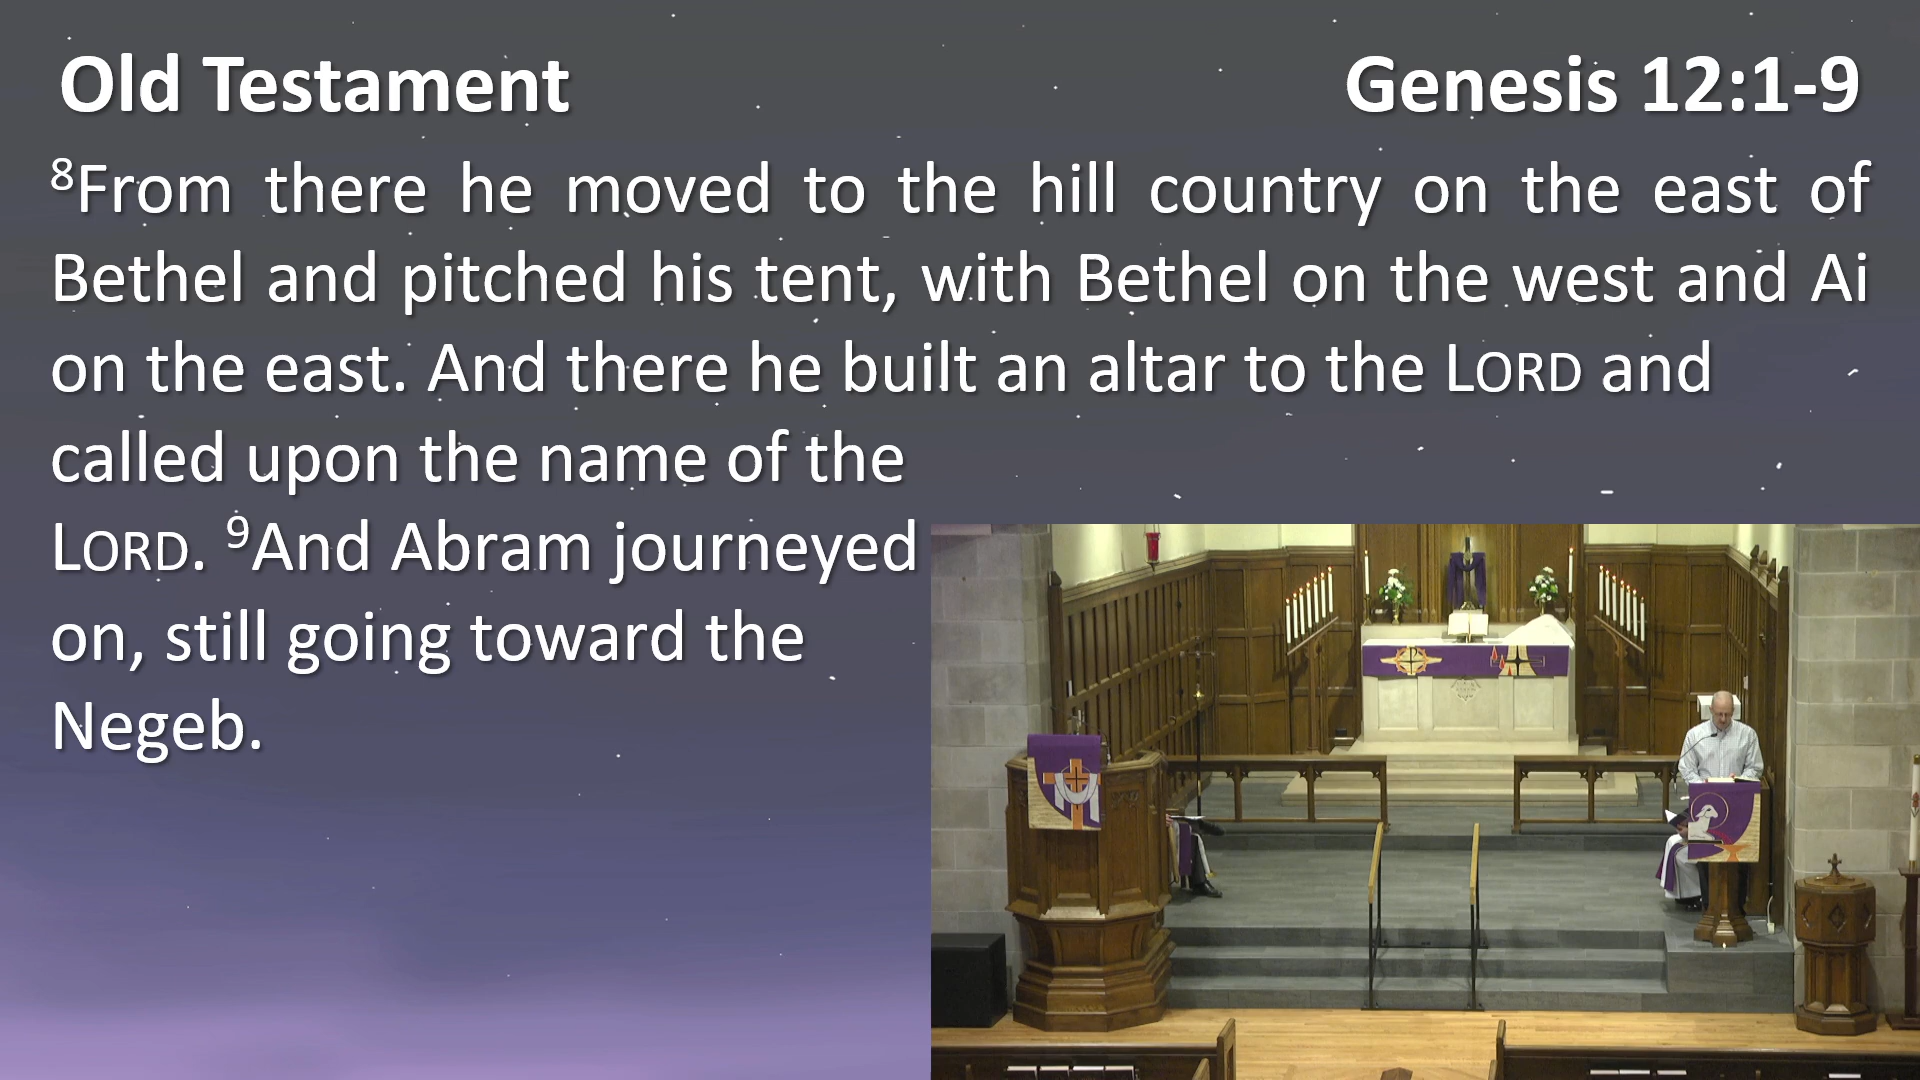 Old Testament Genesis 12:1-9
⁸From there he moved to the hill country on the east of
Bethel and pitched his tent, with Bethel on the west and Ai
on the east. And there he built an altar to the LORD and
called upon the name of the
LORD. ⁹And Abram journeyed
on, still going toward the
Negeb.